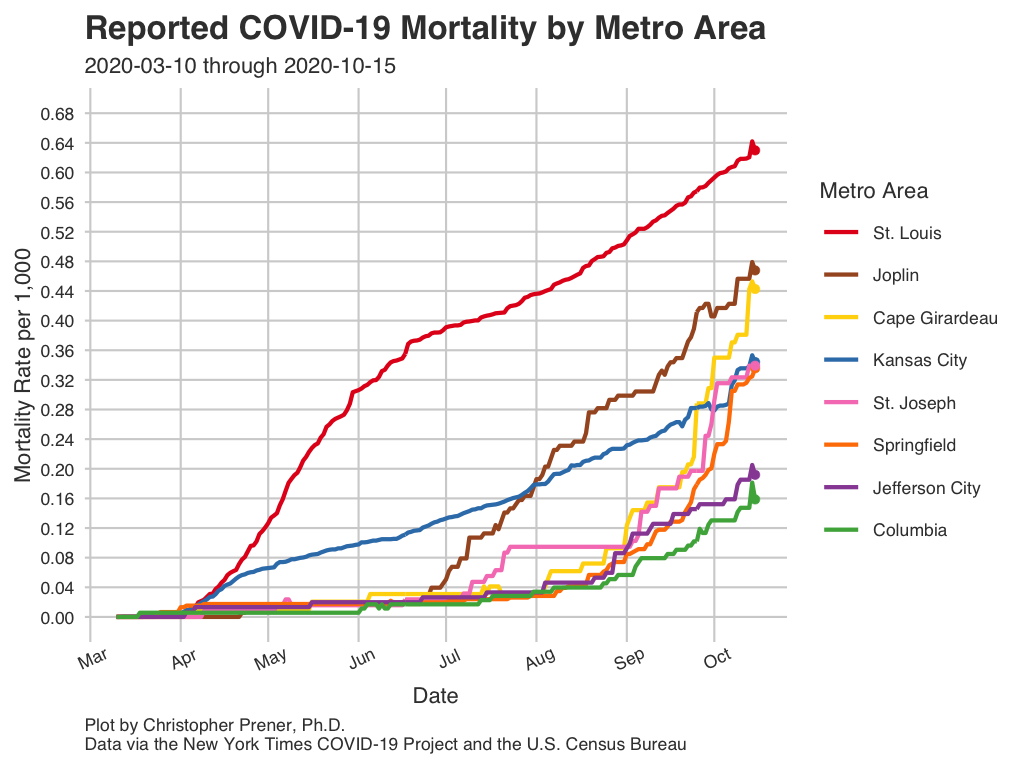 Reported COVID-19 Mortality by Metro Area
2020-03-10 through 2020-10-15
Mortality Rate per 1,000
0.68
0.64
0.60
0.56
0.52
0.48
0.44
0.40
0.36
0.32
0.28
0.24
0.20
0.16
0.12
0.08
0.04
0.00
Mar
Apr
May
Jun
Jul
Aug
Sep
Oct
Date
Metro Area
St. Louis
Joplin
Cape Girardeau
Kansas City
St. Joseph
Springfield
Jefferson City
Columbia
Plot by Christopher Prener, Ph.D.
Data via the New York Times COVID-19 Project and the U.S. Census Bureau